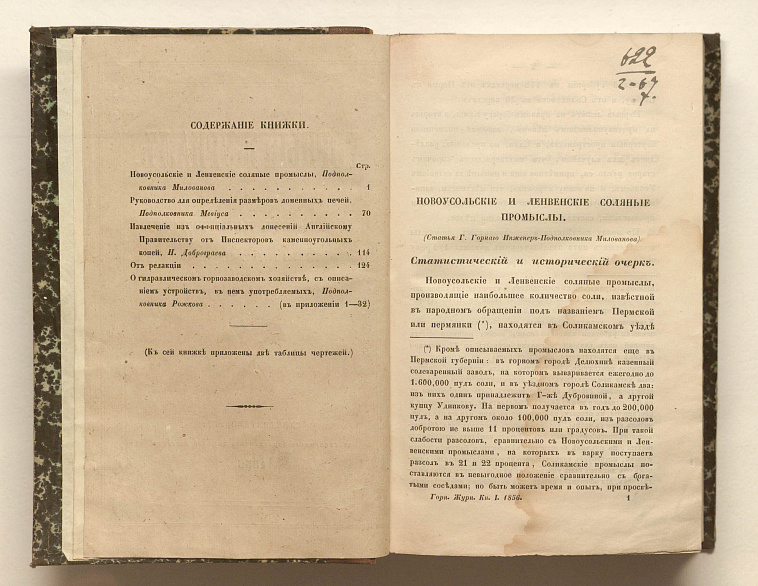 СОДЕРЖАНІЕ КНИЖКИ.
Стр.
Новоусольскіе и Ленвенскіе соляные промыслы, Подпол-
ковника Милованова . . . . . . . . . . 1
Руководство для опредѣленія размѣровъ доменныхъ печей.
Подполковника Мевіуса . . . . . . . . . 70
Извлеченіе изъ оффиціальныхъ донесеній Англійскому
Правительству отъ Инспекторовъ каменноугольныхъ
копей, И. Доброграева . . . . . . . . . 114
Отъ редакціи . . . . . . . . . . . . 124
О гидравлическомъ горнозаводскомъ хозяйствѣ, съ описа-
ніемъ устройствъ, въ немъ употребляемыхъ, Подпол-
ковника Рожкова . . . . . . (въ приложеніи 1—32)
(Къ сей книжкѣ приложены двѣ таблицы чертежей.)
622
2-67
НОВОУСОЛЬСКІЕ И ЛЕНВЕНСКІЕ СОЛЯНЫЕ
ПРОМЫСЛЫ.
(Статья Г. Горнаго Инженеръ-Подполковника Милованова).
Статистическій и историческій очеркъ.
Новоусольскіе и Ленвенскіе соляные промыслы,
производящіе наибольшее количество соли, извѣстной
въ народномъ обращеніи подъ названіемъ Пермской
или пермянки (*), находятся въ Соликамскомъ уѣздѣ
(*) Кромѣ описываемыхъ промысловъ находятся еще въ
Пермской губерніи: въ горномъ городѣ Дедюхинѣ казенный
солеваренный заводъ, на которомъ вываривается ежегодно до
1.600,000 пудъ соли, и въ уѣздномъ городѣ Соликамскѣ два:
изъ нихъ одинъ принадлежитъ Г-жѣ Дубровиной, а другой
купцу Удникову. На первомъ получается въ годъ до 200,000
пудъ, а на другомъ около 100,000 пудъ соли, изъ разсоловъ
добротою не выше 11 процентовъ или градусовъ. При такой
слабости разсоловъ, сравнительно съ Новоусольскими и Лен-
венскими промыслами, на которыхъ въ варку поступаетъ
разсолъ въ 21 и 22 процента, Соликамскіе промыслы по-
ставляются въ невыгодное положеніе сравнительно съ бога-
тыми сосѣдами; но быть можетъ время и опытъ, при просвѣ-
Горн. Журн. Кн. I. 1856. 1